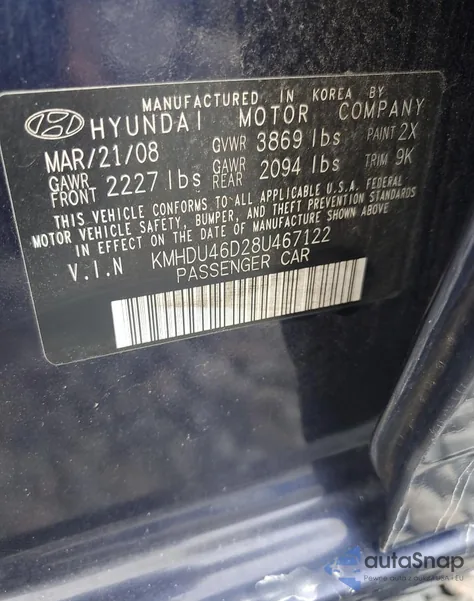 MANUFACTURED IN KOREA BY
HYUNDAI MOTOR COMPANY
MAR/21/08 GVWR 3869 lbs PAINT 2X
GAWR FRONT 2227 lbs GAWR REAR 2094 lbs TRIM 9K
THIS VEHICLE CONFORMS TO ALL APPLICABLE U.S.A. FEDERAL
MOTOR VEHICLE SAFETY, BUMPER, AND THEFT PREVENTION STANDARDS
IN EFFECT ON THE DATE OF MANUFACTURE SHOWN ABOVE
V.I.N KMHDU46D28U467122
PASSENGER CAR
autaSnap